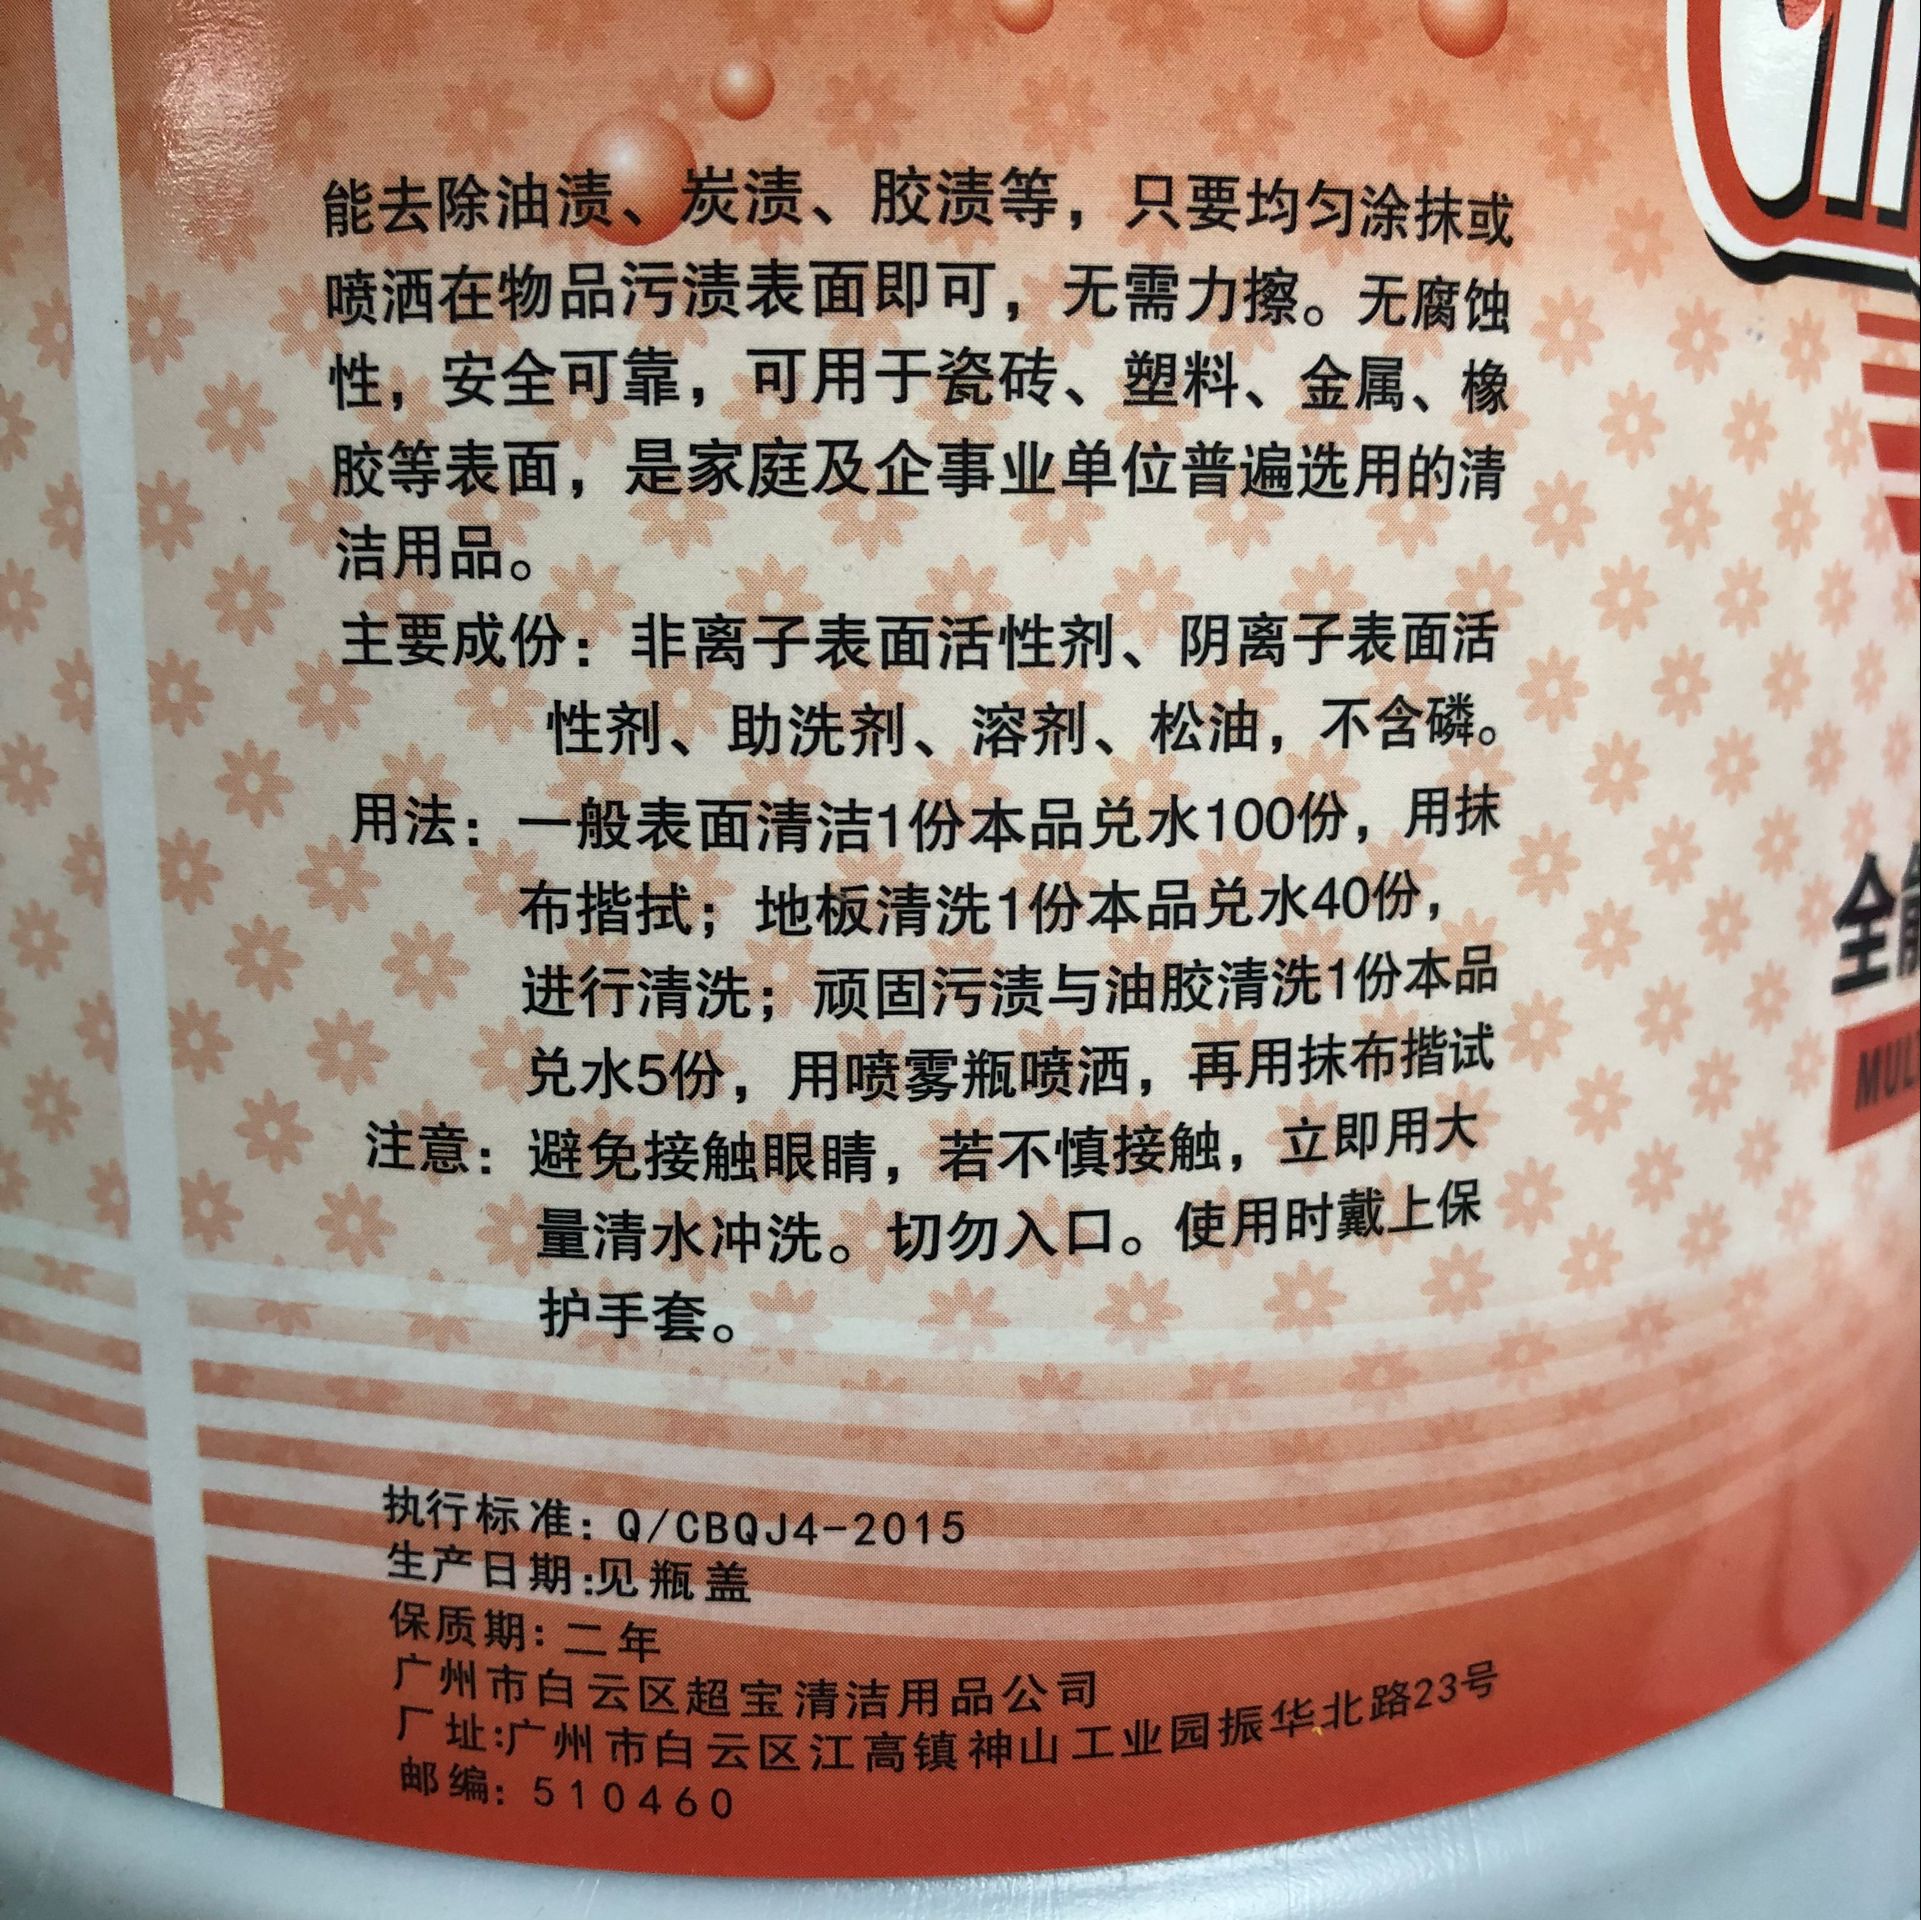 能去除油渍、炭渍、胶渍等，只要均匀涂抹或
喷洒在物品污渍表面即可，无需力擦。无腐蚀
性，安全可靠，可用于瓷砖、塑料、金属、橡
胶等表面，是家庭及企事业单位普遍选用的清
洁用品。
主要成份：非离子表面活性剂、阴离子表面活
性剂、助洗剂、溶剂、松油，不含磷。
用法：一般表面清洁1份本品兑水100份，用抹
布揩拭；地板清洗1份本品兑水40份，
进行清洗；顽固污渍与油胶清洗1份本品
兑水5份，用喷雾瓶喷洒，再用抹布揩试
注意：避免接触眼睛，若不慎接触，立即用大
量清水冲洗。切勿入口。使用时戴上保
护手套。
执行标准：Q/CBQJ4-2015
生产日期:见瓶盖
保质期：二年
广州市白云区超宝清洁用品公司
厂址:广州市白云区江高镇神山工业园振华北路23号
邮编：510460
全
MUL